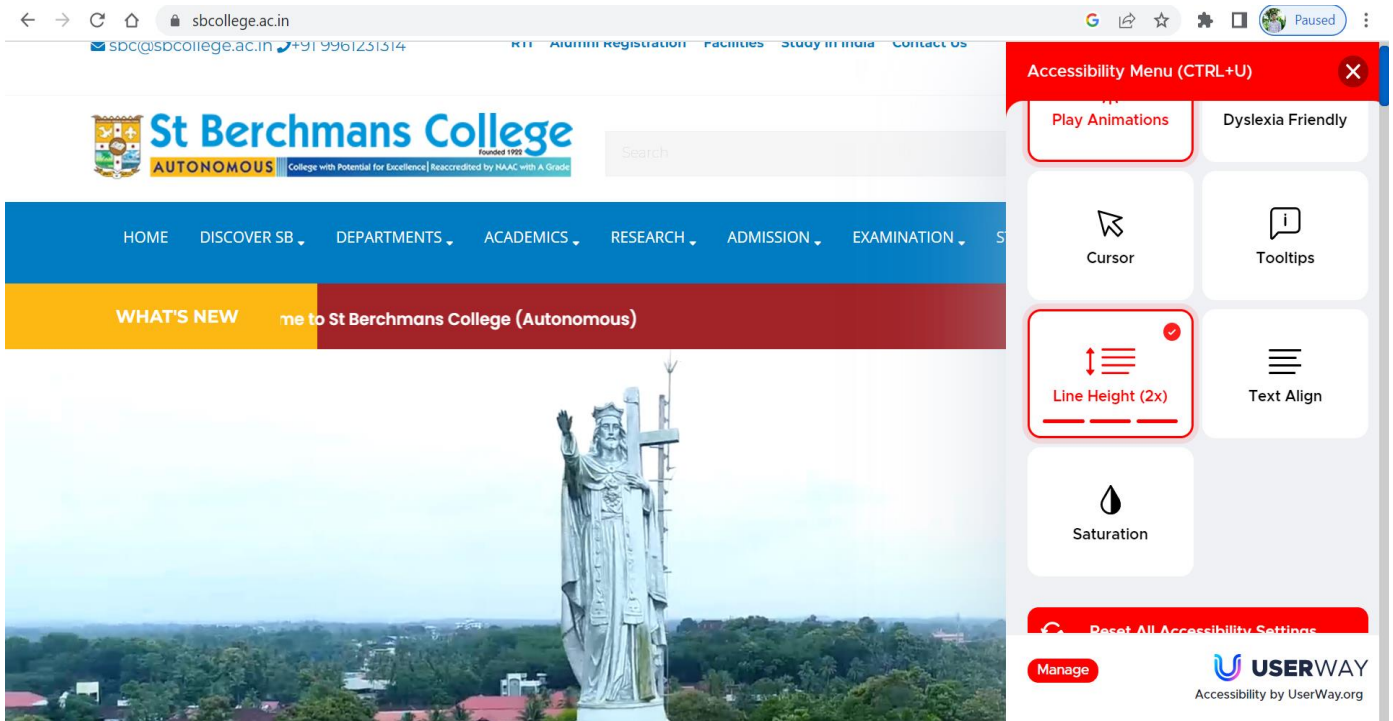 sbcollege.ac.in
Paused
sbc@sbcollege.ac.in +91 9961231314
RTI Alumni Registration Facilities Study in India Contact Us
St Berchmans College
Founded 1922
AUTONOMOUS College with Potential for Excellence Reaccredited by NAAC with A Grade
Search
HOME DISCOVER SB DEPARTMENTS ACADEMICS RESEARCH ADMISSION EXAMINATION
WHAT'S NEW me to St Berchmans College (Autonomous)
Accessibility Menu (CTRL+U)
Play Animations Dyslexia Friendly
Cursor Tooltips
Line Height (2x) Text Align
Saturation
Reset All Accessibility Settings
Manage USERWAY
Accessibility by UserWay.org